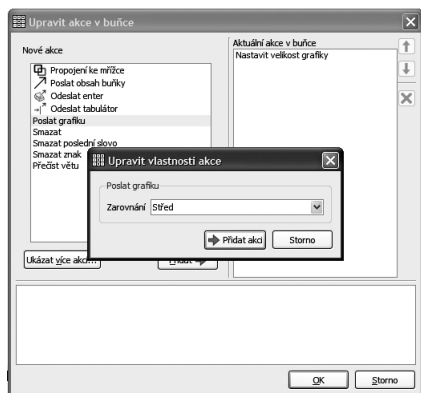 Upravit akce v buňce
Nové akce
Propojení ke mřížce
Poslat obsah buňky
Odeslat enter
Odeslat tabulátor
Poslat grafiku
Smazat
Smazat poslední slovo
Smazat znak
Přečíst větu
Ukázat více akcí...
Přidat
Aktuální akce v buňce
Nastavit velikost grafiky
Upravit vlastnosti akce
Poslat grafiku
Zarovnání Střed
Přidat akci Storno
OK Storno